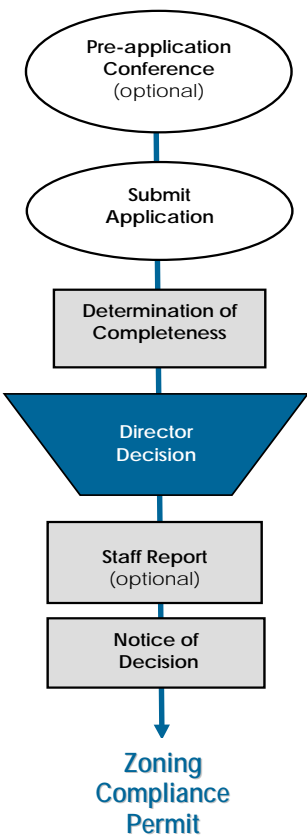 Pre-application
Conference
(optional)
Submit
Application
Determination of
Completeness
Director
Decision
Staff Report
(optional)
Notice of
Decision
Zoning
Compliance
Permit